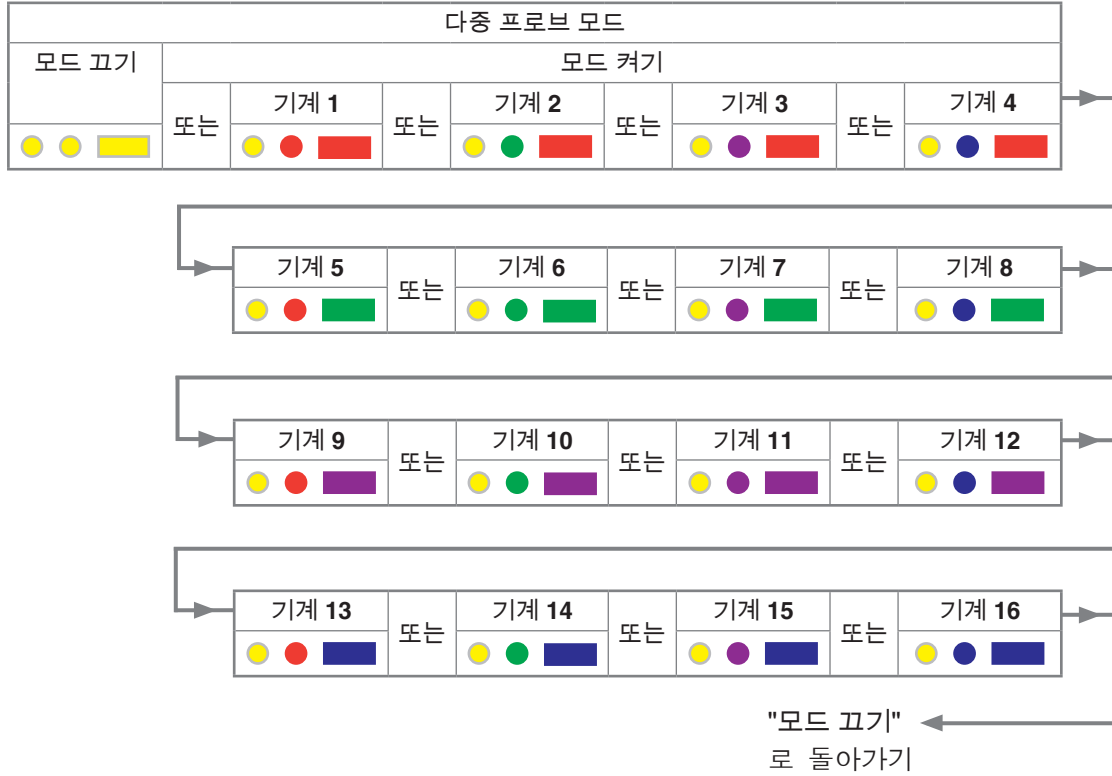 다중 프로브 모드
모드 끄기 모드 켜기
또는 기계 1 또는 기계 2 또는 기계 3 또는 기계 4
기계 5 또는 기계 6 또는 기계 7 또는 기계 8
기계 9 또는 기계 10 또는 기계 11 또는 기계 12
기계 13 또는 기계 14 또는 기계 15 또는 기계 16
"모드 끄기"
로 돌아가기